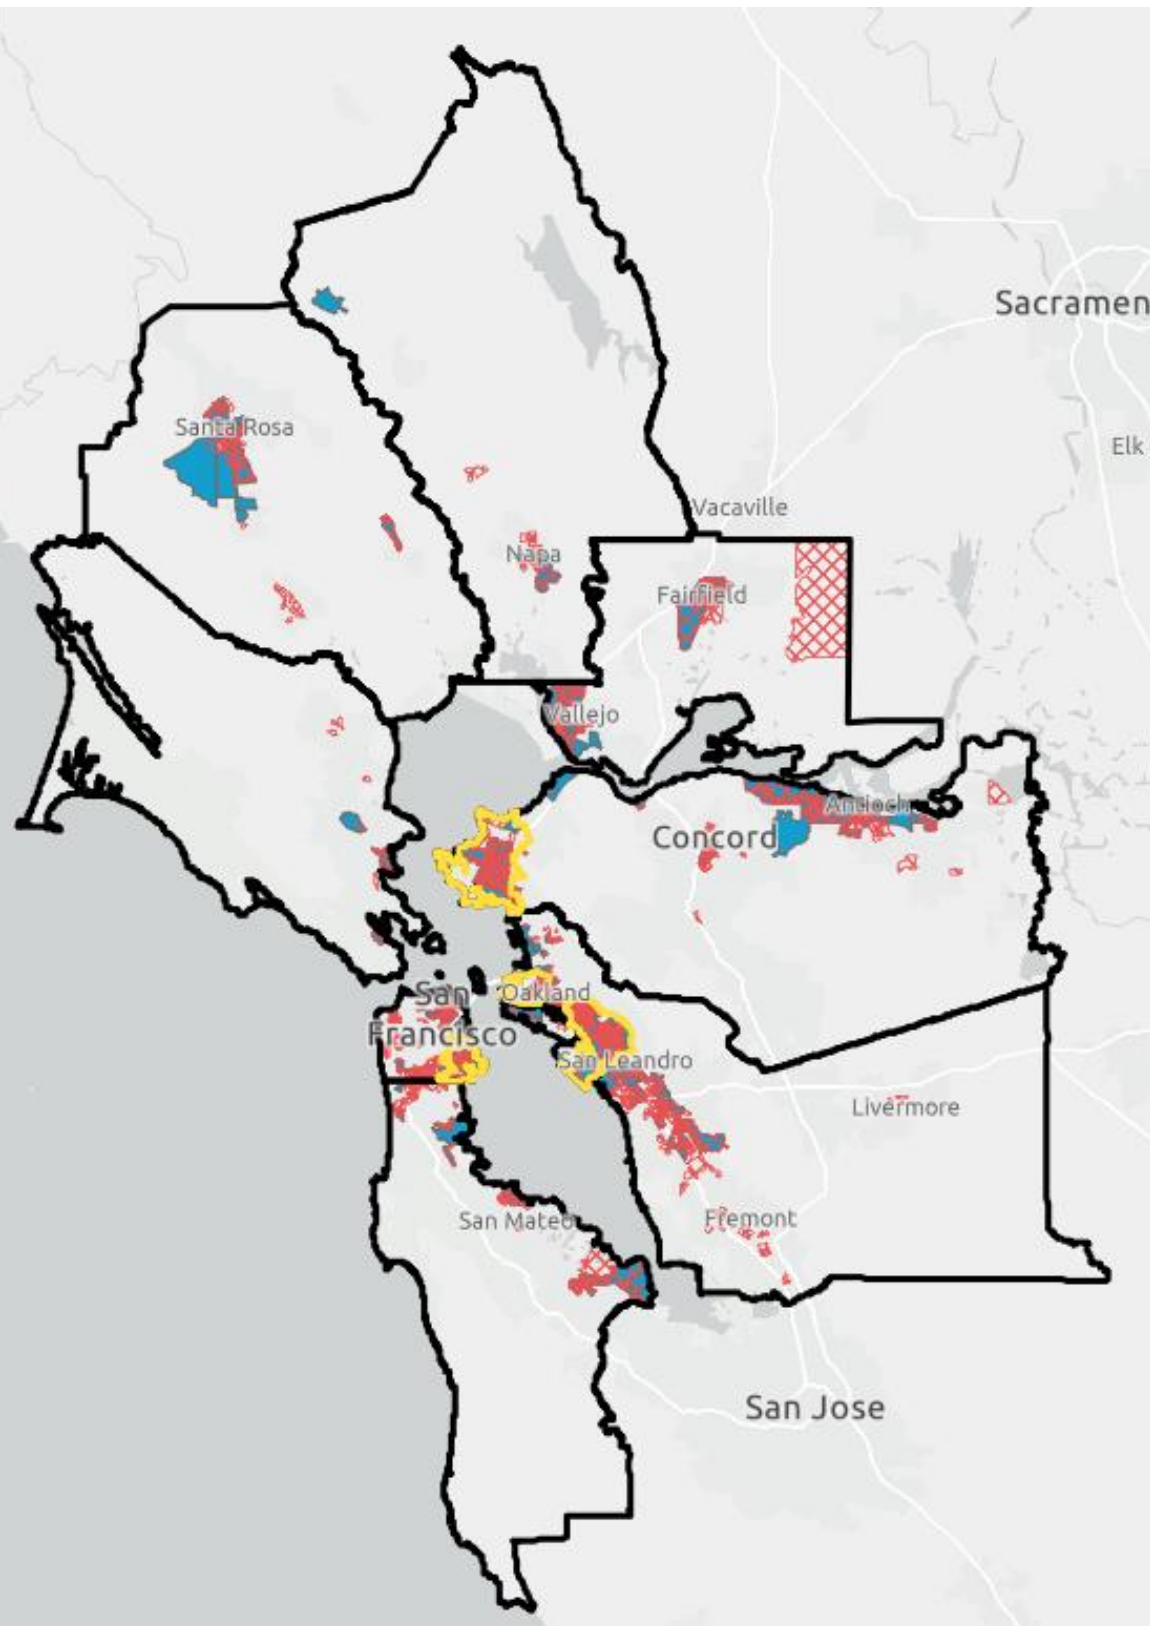 Sacramen
Santa Rosa
Elk
Vacaville
Napa
Fairfield
Vallejo
Antioch
Concord
San
Francisco
Oakland
San Leandro
Livermore
San Mateo
Fremont
San Jose